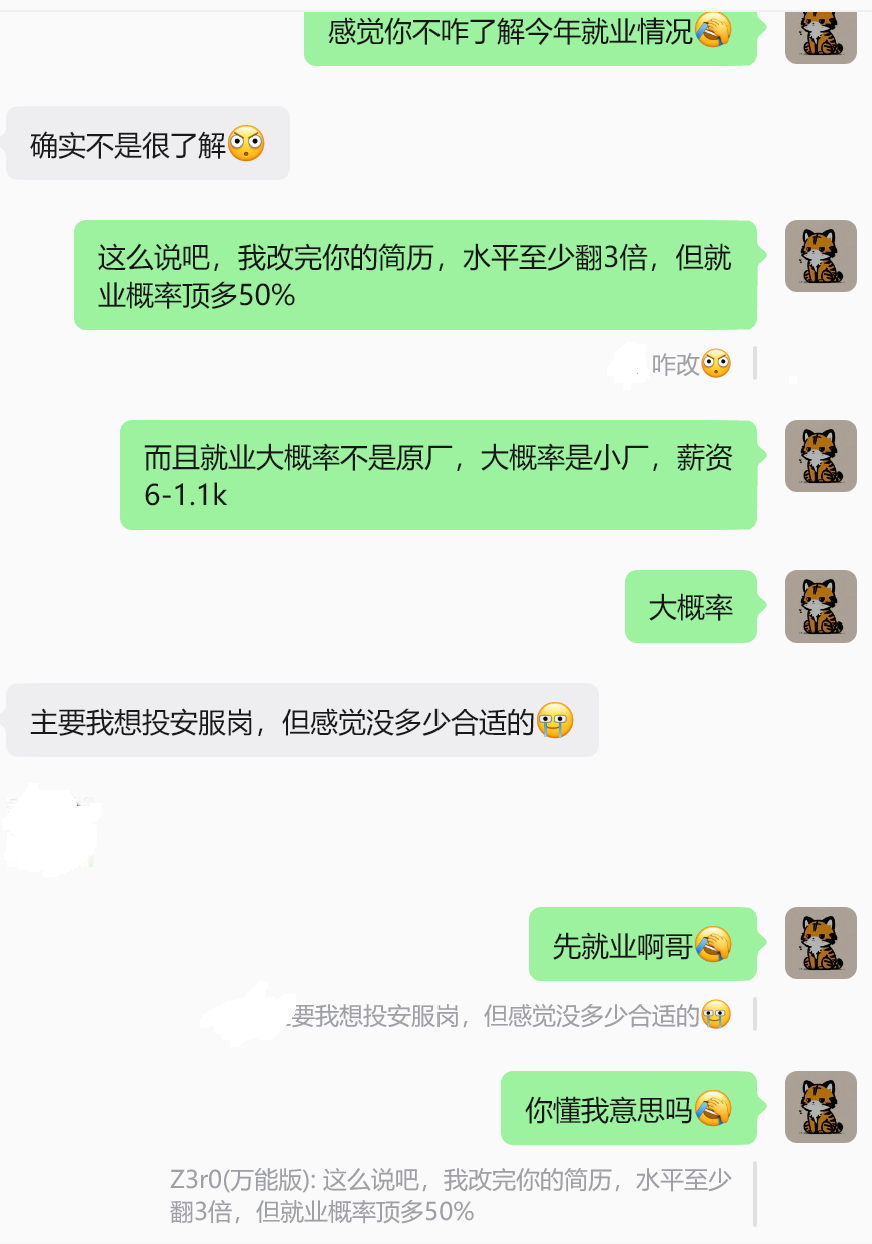 感觉你不咋了解今年就业情况🤣
确实不是很了解🙄
这么说吧，我改完你的简历，水平至少翻3倍，但就
业概率顶多50%
咋改
而且就业大概率不是原厂，大概率是小厂，薪资
6-1.1k
大概率
主要我想投安服岗，但感觉没多少合适的😭
先就业啊哥
要我想投安服岗，但感觉没多少合适的😭
你懂我意思吗
Z3r0(万能版): 这么说吧，我改完你的简历，水平至少
翻3倍，但就业概率顶多50%